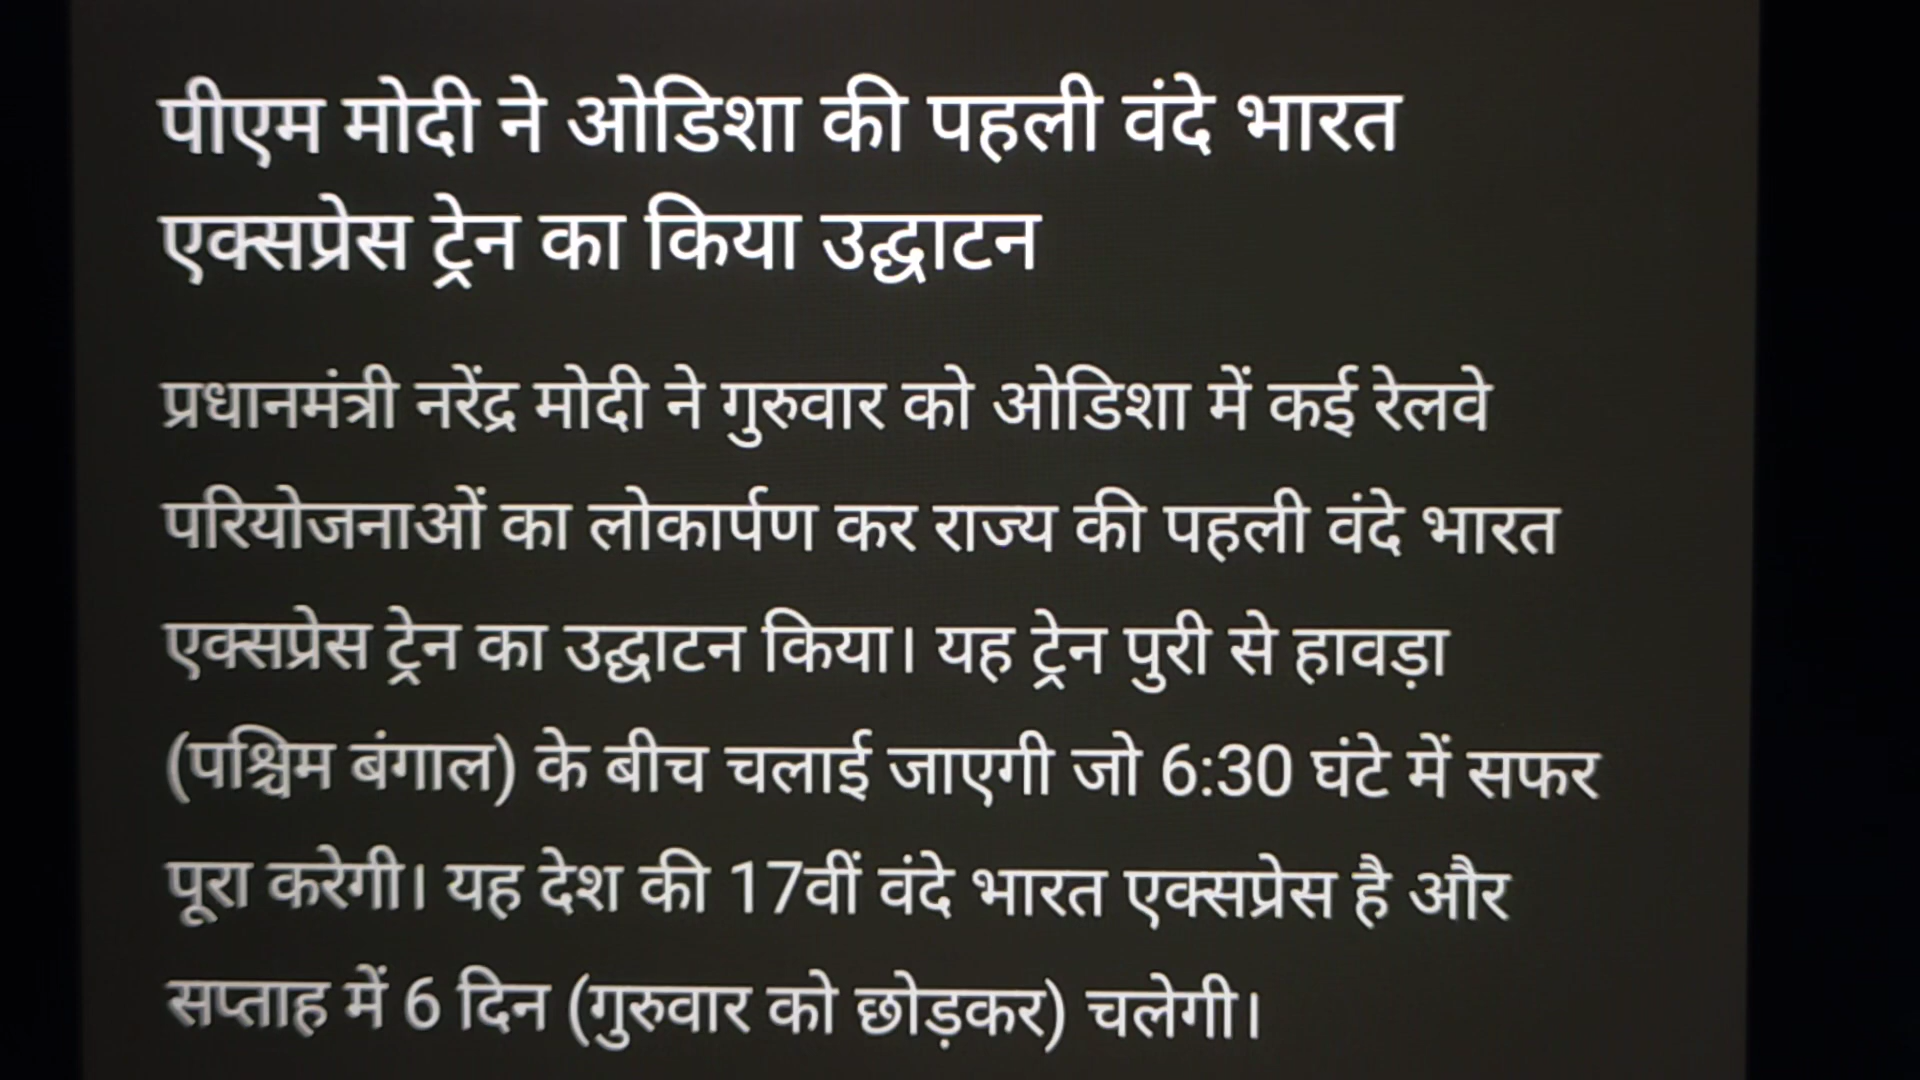 पीएम मोदी ने ओडिशा की पहली वंदे भारत
एक्सप्रेस ट्रेन का किया उद्घाटन
प्रधानमंत्री नरेंद्र मोदी ने गुरुवार को ओडिशा में कई रेलवे
परियोजनाओं का लोकार्पण कर राज्य की पहली वंदे भारत
एक्सप्रेस ट्रेन का उद्घाटन किया। यह ट्रेन पुरी से हावड़ा
(पश्चिम बंगाल) के बीच चलाई जाएगी जो 6:30 घंटे में सफर
पूरा करेगी। यह देश की 17वीं वंदे भारत एक्सप्रेस है और
सप्ताह में 6 दिन (गुरुवार को छोड़कर) चलेगी।